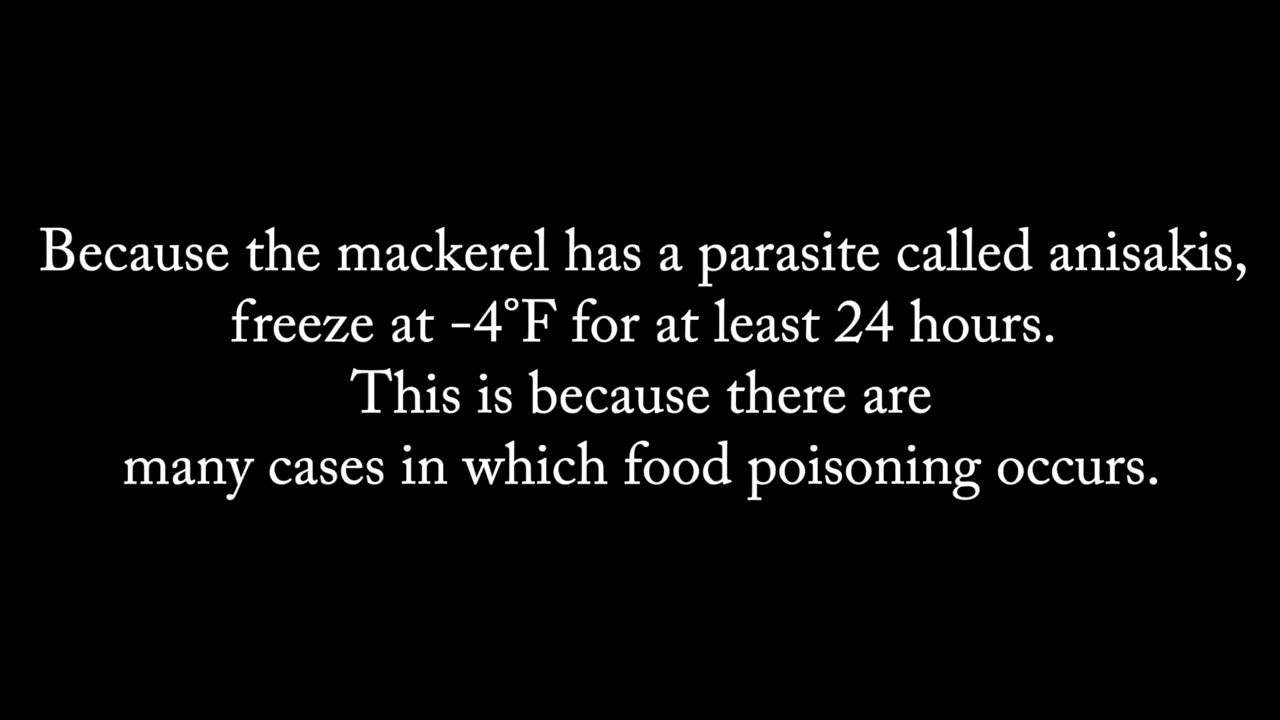 Because the mackerel has a parasite called anisakis,
freeze at -4°F for at least 24 hours.
This is because there are
many cases in which food poisoning occurs.